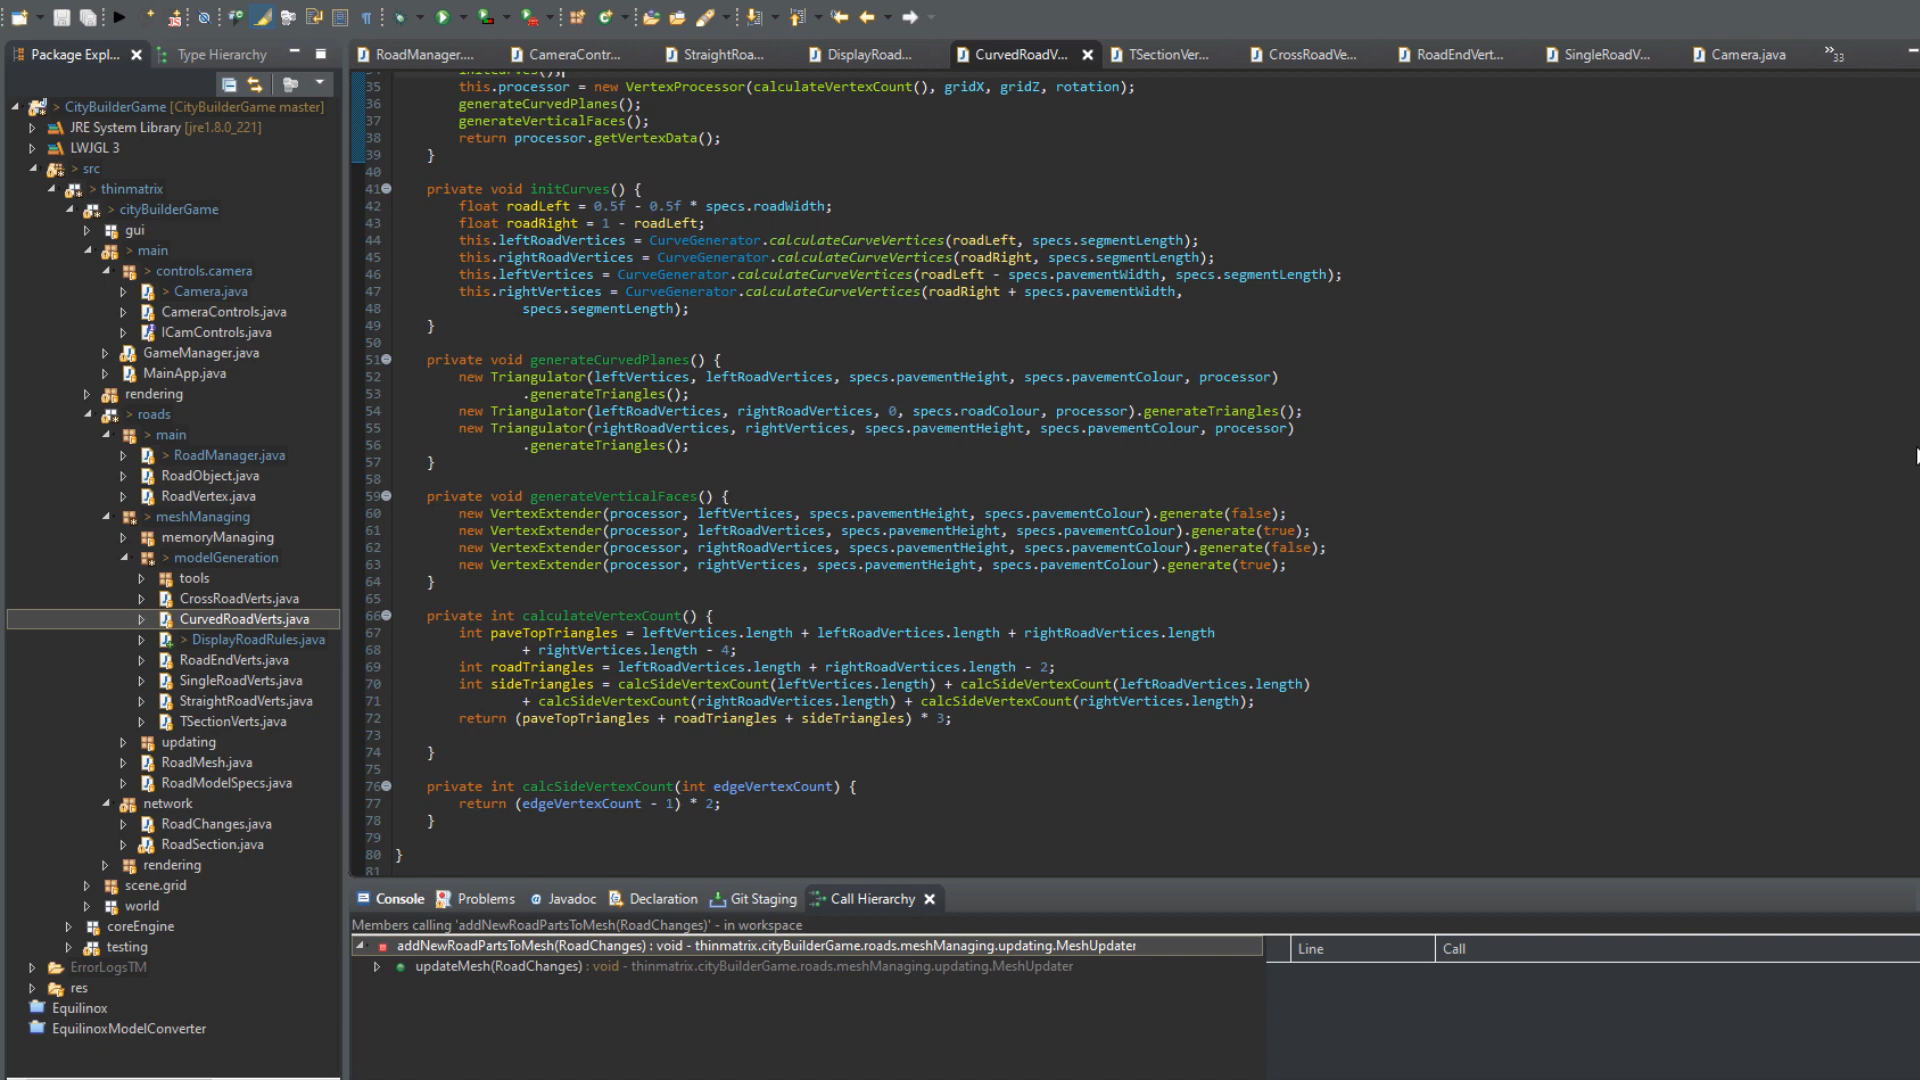 Package Expl...
Type Hierarchy
> CityBuilderGame [CityBuilderGame master]
JRE System Library [jre1.8.0_221]
LWJGL 3
> src
> thinmatrix
> cityBuilderGame
gui
> main
> controls.camera
> Camera.java
CameraControls.java
ICamControls.java
GameManager.java
MainApp.java
rendering
> roads
> main
> RoadManager.java
RoadObject.java
RoadVertex.java
> meshManaging
memoryManaging
> modelGeneration
tools
CrossRoadVerts.java
CurvedRoadVerts.java
> DisplayRoadRules.java
RoadEndVerts.java
SingleRoadVerts.java
StraightRoadVerts.java
TSectionVerts.java
updating
RoadMesh.java
RoadModelSpecs.java
network
RoadChanges.java
RoadSection.java
rendering
scene.grid
world
coreEngine
testing
ErrorLogsTM
res
Equilinox
EquilinoxModelConverter
RoadManager....
CameraContr...
StraightRoa...
DisplayRoad...
CurvedRoadV...
TSectionVer...
CrossRoadVe...
RoadEndVert...
SingleRoadV...
Camera.java
»33
34 initCurves();
35 this.processor = new VertexProcessor(calculateVertexCount(), gridX, gridZ, rotation);
36 generateCurvedPlanes();
37 generateVerticalFaces();
38 return processor.getVertexData();
39 }
40
41 private void initCurves() {
42 float roadLeft = 0.5f - 0.5f * specs.roadWidth;
43 float roadRight = 1 - roadLeft;
44 this.leftRoadVertices = CurveGenerator.calculateCurveVertices(roadLeft, specs.segmentLength);
45 this.rightRoadVertices = CurveGenerator.calculateCurveVertices(roadRight, specs.segmentLength);
46 this.leftVertices = CurveGenerator.calculateCurveVertices(roadLeft - specs.pavementWidth, specs.segmentLength);
47 this.rightVertices = CurveGenerator.calculateCurveVertices(roadRight + specs.pavementWidth,
48 specs.segmentLength);
49 }
50
51 private void generateCurvedPlanes() {
52 new Triangulator(leftVertices, leftRoadVertices, specs.pavementHeight, specs.pavementColour, processor)
53 .generateTriangles();
54 new Triangulator(leftRoadVertices, rightRoadVertices, 0, specs.roadColour, processor).generateTriangles();
55 new Triangulator(rightRoadVertices, rightVertices, specs.pavementHeight, specs.pavementColour, processor)
56 .generateTriangles();
57 }
58
59 private void generateVerticalFaces() {
60 new VertexExtender(processor, leftVertices, specs.pavementHeight, specs.pavementColour).generate(false);
61 new VertexExtender(processor, leftRoadVertices, specs.pavementHeight, specs.pavementColour).generate(true);
62 new VertexExtender(processor, rightRoadVertices, specs.pavementHeight, specs.pavementColour).generate(false);
63 new VertexExtender(processor, rightVertices, specs.pavementHeight, specs.pavementColour).generate(true);
64 }
65
66 private int calculateVertexCount() {
67 int paveTopTriangles = leftVertices.length + leftRoadVertices.length + rightRoadVertices.length
68 + rightVertices.length - 4;
69 int roadTriangles = leftRoadVertices.length + rightRoadVertices.length - 2;
70 int sideTriangles = calcSideVertexCount(leftVertices.length) + calcSideVertexCount(leftRoadVertices.length)
71 + calcSideVertexCount(rightRoadVertices.length) + calcSideVertexCount(rightVertices.length);
72 return (paveTopTriangles + roadTriangles + sideTriangles) * 3;
73
74 }
75
76 private int calcSideVertexCount(int edgeVertexCount) {
77 return (edgeVertexCount - 1) * 2;
78 }
79
80 }
81
Console
Problems
Javadoc
Declaration
Git Staging
Call Hierarchy
Members calling 'addNewRoadPartsToMesh(RoadChanges)' - in workspace
addNewRoadPartsToMesh(RoadChanges) : void - thinmatrix.cityBuilderGame.roads.meshManaging.updating.MeshUpdater
updateMesh(RoadChanges) : void - thinmatrix.cityBuilderGame.roads.meshManaging.updating.MeshUpdater
Line
Call